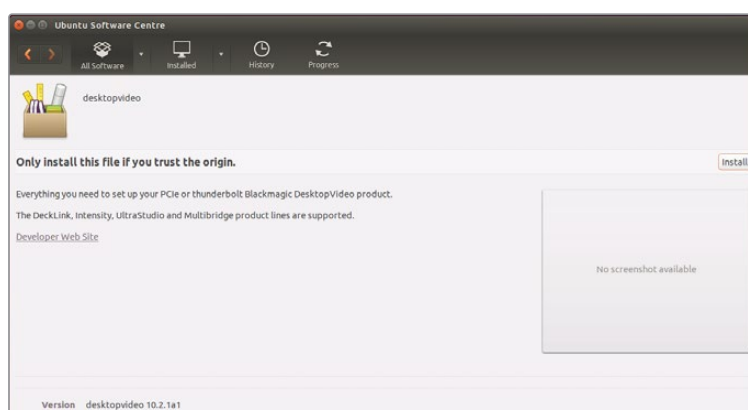 Ubuntu Software Centre
All Software
Installed
History
Progress
desktopvideo
Only install this file if you trust the origin.
Install
Everything you need to set up your PCIe or thunderbolt Blackmagic DesktopVideo product.
The DeckLink, Intensity, UltraStudio and Multibridge product lines are supported.
Developer Web Site
No screenshot available
Version desktopvideo 10.2.1a1